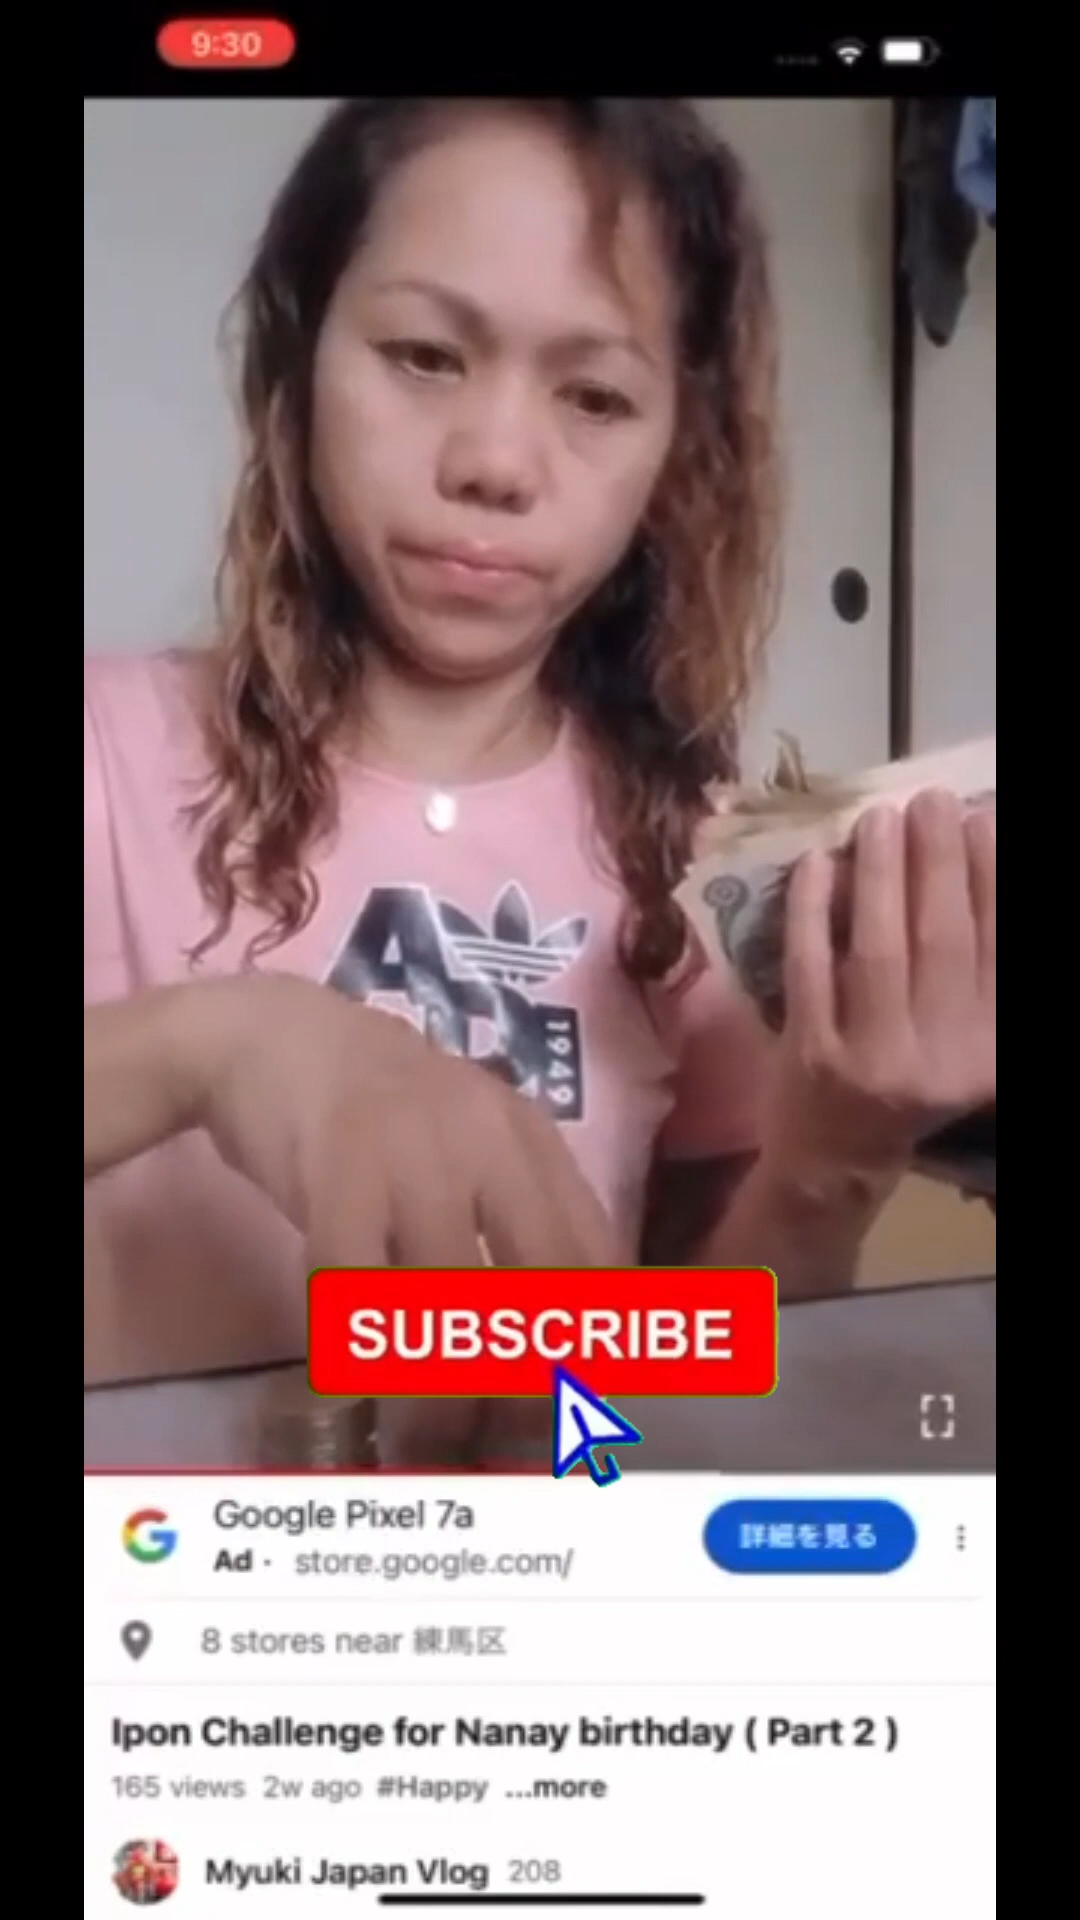 9:30
1949
SUBSCRIBE
Google Pixel 7a
Ad · store.google.com/
詳細を見る
8 stores near 練馬区
Ipon Challenge for Nanay birthday ( Part 2 )
165 views 2w ago #Happy ...more
Myuki Japan Vlog 208